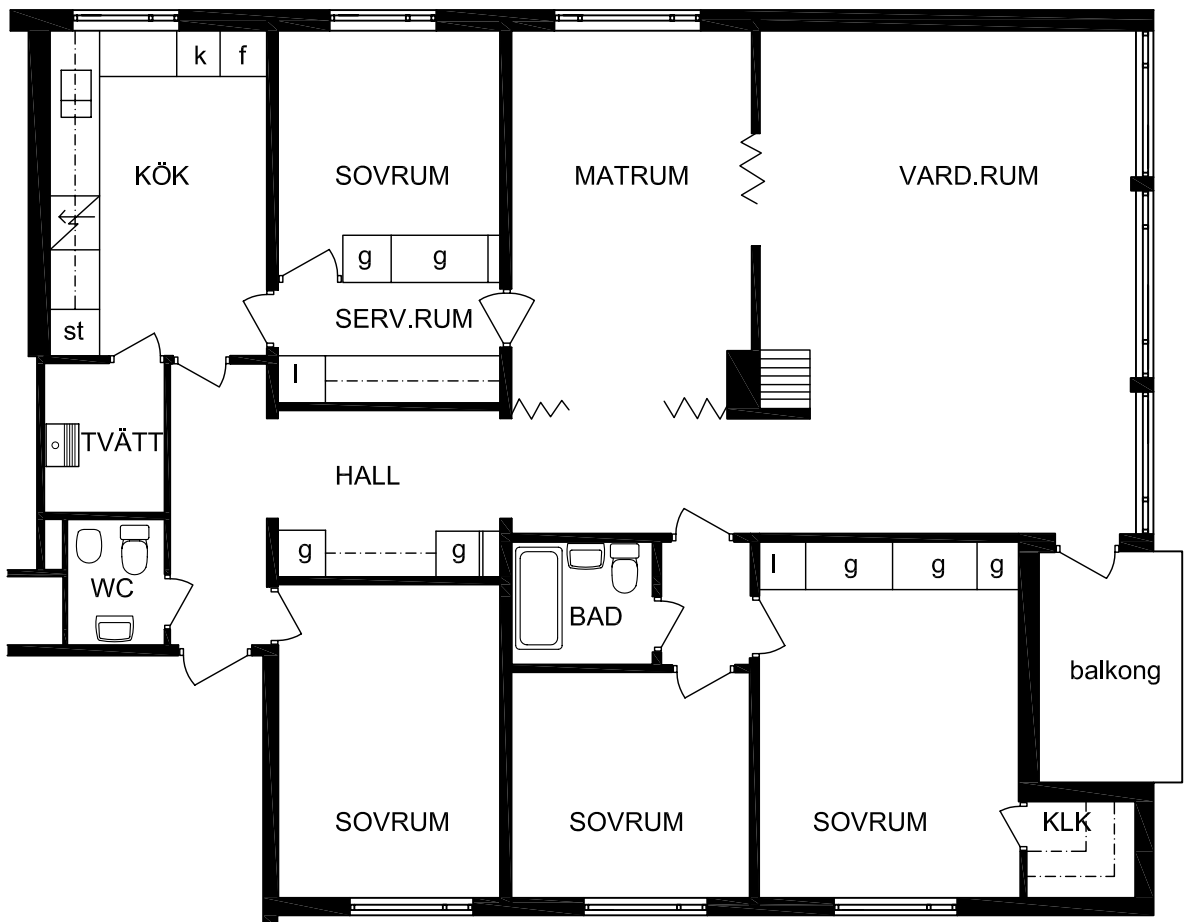 k f
KÖK
SOVRUM
MATRUM
VARD.RUM
g g
SERV.RUM
st
l
TVÄTT
HALL
g g
l g g g
WC
BAD
balkong
SOVRUM
SOVRUM
SOVRUM
KLK